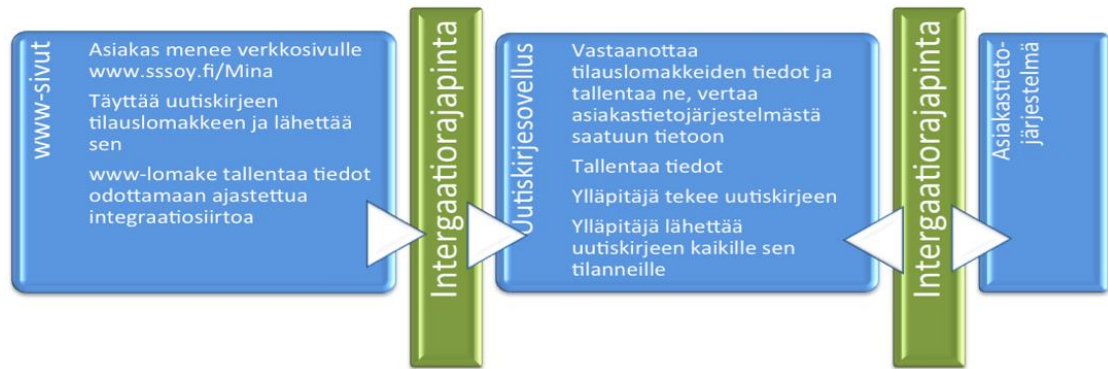 www-sivut
Asiakas menee verkkosivulle
www.sssoy.fi/Mina
Täyttää uutiskirjeen
tilauslomakkeen ja lähettää
sen
www-lomake tallentaa tiedot
odottamaan ajastettua
integraatiosiirtoa
Intergaatiorajapinta
Uutiskirjesovellus
Vastaanottaa
tilauslomakkeiden tiedot ja
tallentaa ne, vertaa
asiakastietojärjestelmästä
saatuun tietoon
Tallentaa tiedot
Ylläpitäjä tekee uutiskirjeen
Ylläpitäjä lähettää
uutiskirjeen kaikille sen
tilanneille
Intergaatiorajapinta
Asiakastieto-
järjestelmä